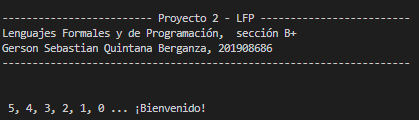 ------------------------ Proyecto 2 - LFP ------------------------
Lenguajes Formales y de Programación,  sección B+
Gerson Sebastian Quintana Berganza, 201908686
------------------------------------------------------------------
5, 4, 3, 2, 1, 0 ... ¡Bienvenido!